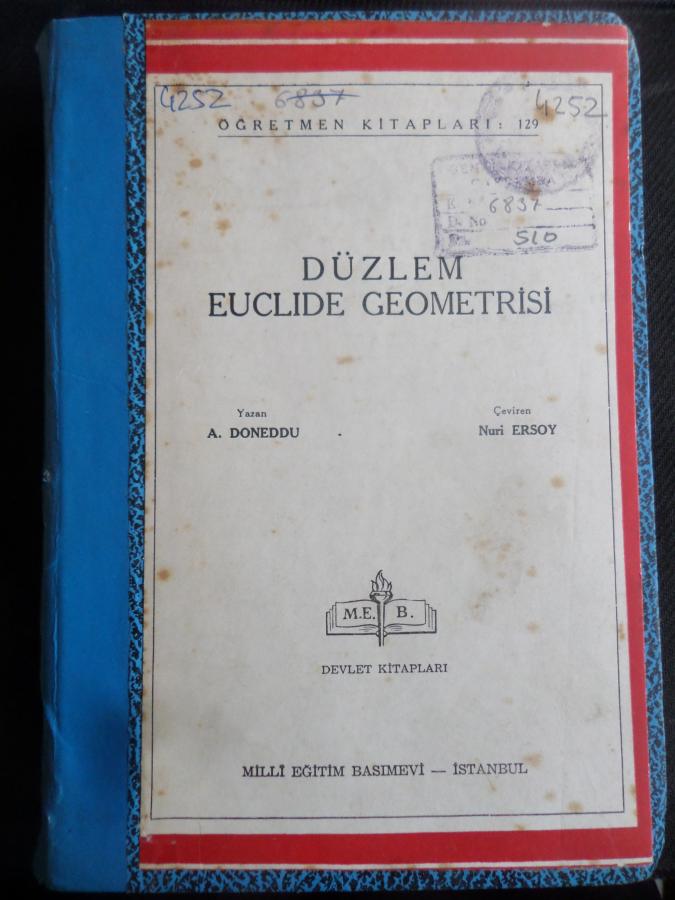 4252 6837 4252
ÖĞRETMEN KİTAPLARI: 129
6837
D. No
510
DÜZLEM
EUCLIDE GEOMETRİSİ
Yazan Çeviren
A. DONEDDU Nuri ERSOY
M.E. B.
DEVLET KİTAPLARI
MİLLÎ EĞİTİM BASIMEVİ — İSTANBUL